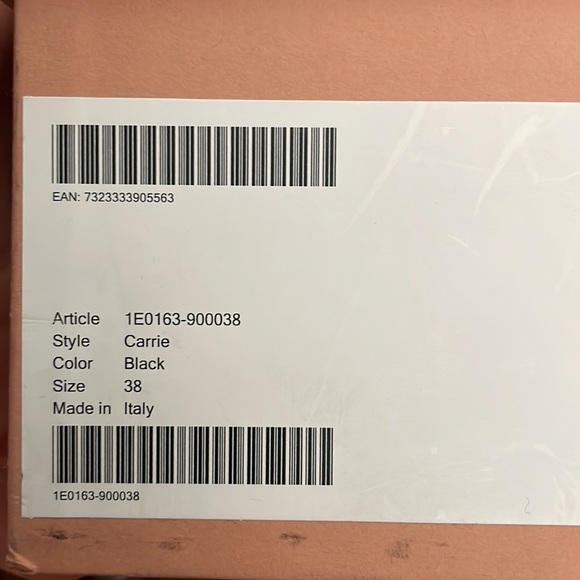 EAN: 7323333905563
Article 1E0163-900038
Style Carrie
Color Black
Size 38
Made in Italy
1E0163-900038